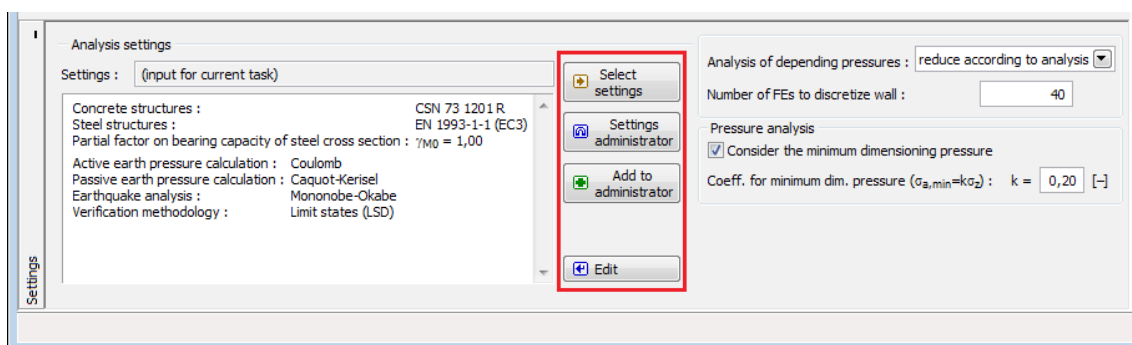 Analysis settings
Settings : (input for current task)
Concrete structures : CSN 73 1201 R
Steel structures : EN 1993-1-1 (EC3)
Partial factor on bearing capacity of steel cross section : γM0 = 1,00
Active earth pressure calculation : Coulomb
Passive earth pressure calculation : Caquot-Kerisel
Earthquake analysis : Mononobe-Okabe
Verification methodology : Limit states (LSD)
Select
settings
Settings
administrator
Add to
administrator
Edit
Analysis of depending pressures : reduce according to analysis
Number of FEs to discretize wall : 40
Pressure analysis
Consider the minimum dimensioning pressure
Coeff. for minimum dim. pressure (σa,min=kσz) : k = 0,20 [–]
Settings